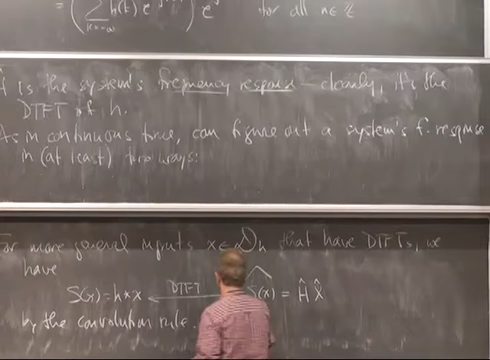 = ( Σ h(k) e ) e for all n ∈ ℤ
k=-∞
Ĥ is the system's frequency response – clearly, it's the
DTFT of h.
As in continuous time, can figure out a system's f. response
in (at least) two ways:
For more general inputs x ∈ D_h that have DTFTs, we
have
S(x) = h * x ⟵ DTFT S(x) = Ĥ X̂
by the convolution rule.